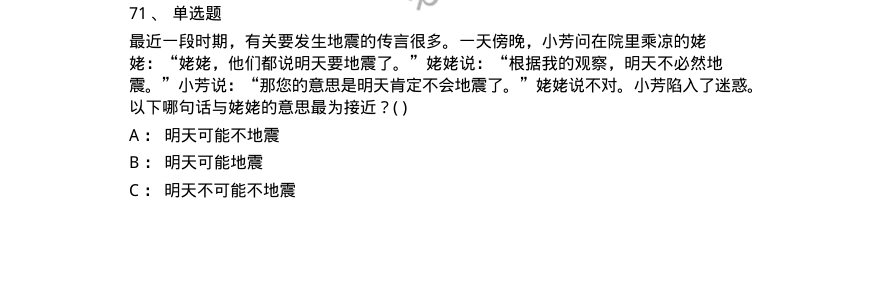 71 、 单选题
最近一段时期，有关要发生地震的传言很多。一天傍晚，小芳问在院里乘凉的姥
姥：“姥姥，他们都说明天要地震了。”姥姥说：“根据我的观察，明天不必然地
震。”小芳说：“那您的意思是明天肯定不会地震了。”姥姥说不对。小芳陷入了迷惑。
以下哪句话与姥姥的意思最为接近？( )
A ： 明天可能不地震
B ： 明天可能地震
C ： 明天不可能不地震